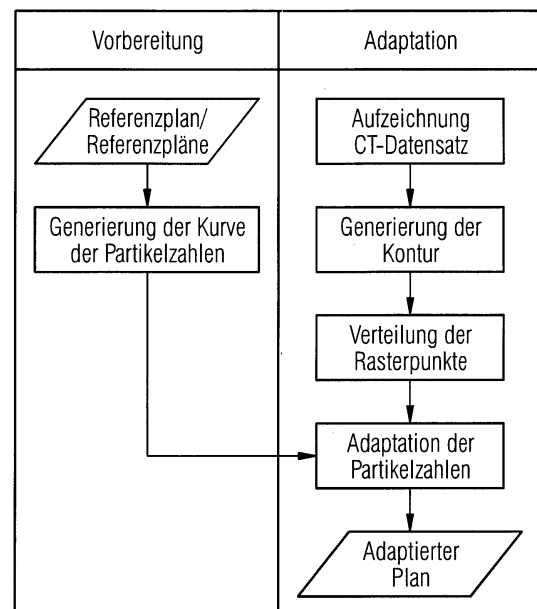 Vorbereitung
Adaptation
Referenzplan/
Referenzpläne
Generierung der Kurve
der Partikelzahlen
Aufzeichnung
CT-Datensatz
Generierung der
Kontur
Verteilung der
Rasterpunkte
Adaptation der
Partikelzahlen
Adaptierter
Plan